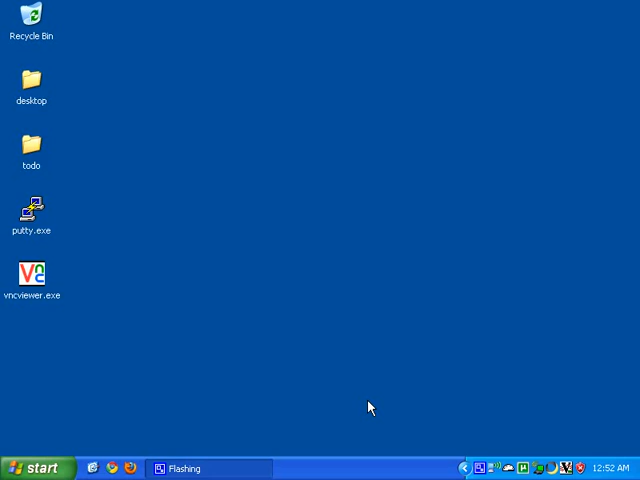 Recycle Bin
desktop
todo
putty.exe
vncviewer.exe
start
Flashing
12:52 AM